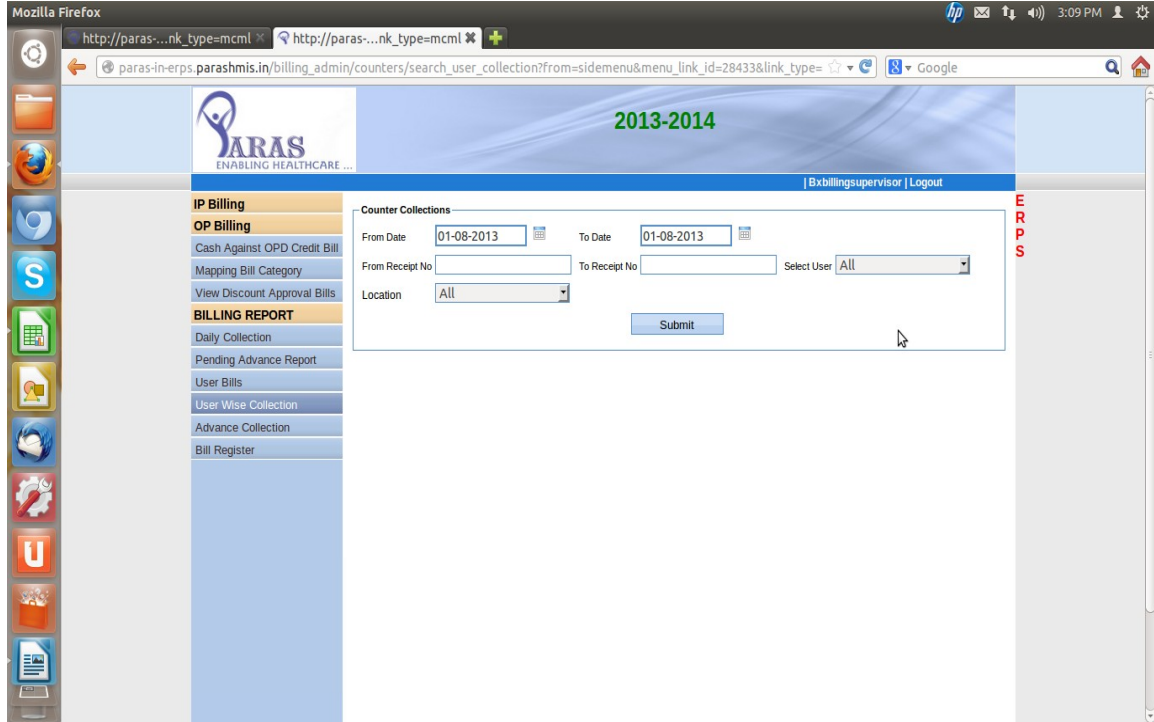 Mozilla Firefox
3:09 PM
http://paras-...nk_type=mcml
http://paras-...nk_type=mcml
paras-in-erps.parashmis.in/billing_admin/counters/search_user_collection?from=sidemenu&menu_link_id=28433&link_type=
Google
PARAS
ENABLING HEALTHCARE ...
2013-2014
| Bxbillingsupervisor | Logout
ERPS
IP Billing
OP Billing
Cash Against OPD Credit Bill
Mapping Bill Category
View Discount Approval Bills
BILLING REPORT
Daily Collection
Pending Advance Report
User Bills
User Wise Collection
Advance Collection
Bill Register
Counter Collections
From Date 01-08-2013 To Date 01-08-2013
From Receipt No To Receipt No Select User All
Location All
Submit